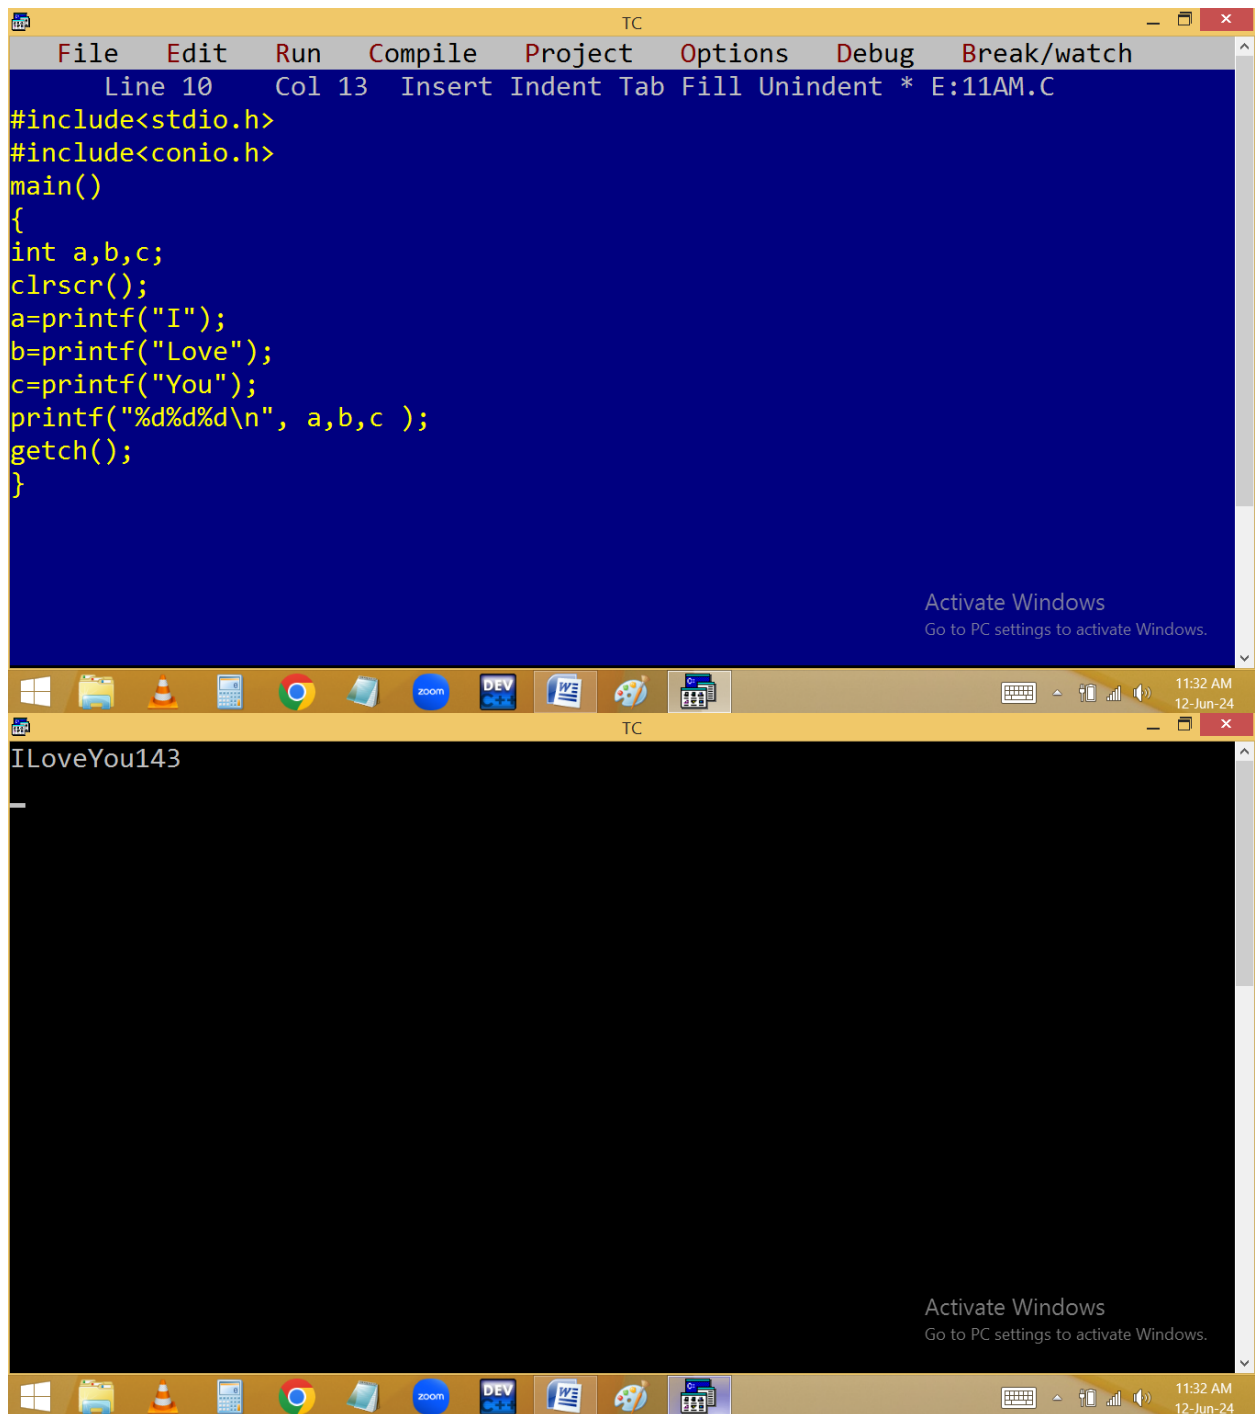 TC
File Edit Run Compile Project Options Debug Break/watch
Line 10 Col 13 Insert Indent Tab Fill Unindent * E:11AM.C
#include<stdio.h>
#include<conio.h>
main()
{
int a,b,c;
clrscr();
a=printf("I");
b=printf("Love");
c=printf("You");
printf("%d%d%d\n", a,b,c );
getch();
}
Activate Windows
Go to PC settings to activate Windows.
zoom
DEV
C++
W
11:32 AM
12-Jun-24
TC
ILoveYou143
Activate Windows
Go to PC settings to activate Windows.
zoom
DEV
C++
W
11:32 AM
12-Jun-24